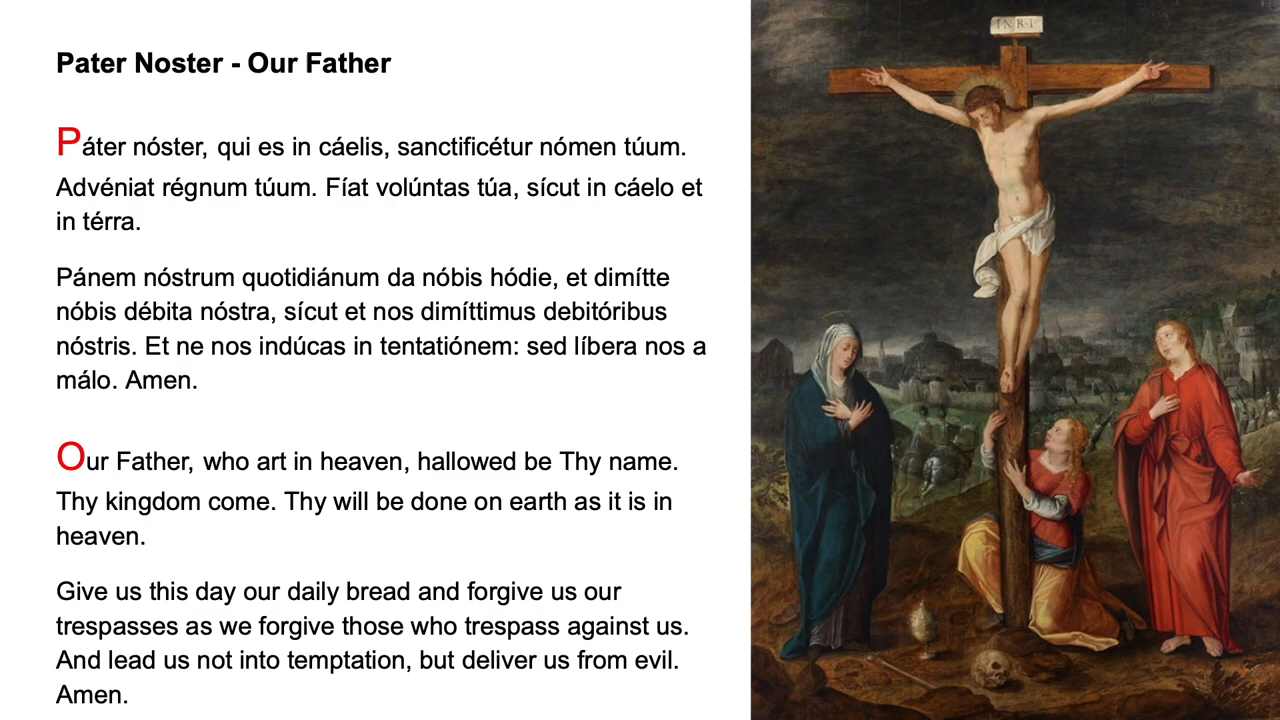 Pater Noster - Our Father
Páter nóster, qui es in cáelis, sanctificétur nómen túum.
Advéniat régnum túum. Fíat volúntas túa, sícut in cáelo et
in térra.
Pánem nóstrum quotidiánum da nóbis hódie, et dimítte
nóbis débita nóstra, sícut et nos dimíttimus debitóribus
nóstris. Et ne nos indúcas in tentatiónem: sed líbera nos a
málo. Amen.
Our Father, who art in heaven, hallowed be Thy name.
Thy kingdom come. Thy will be done on earth as it is in
heaven.
Give us this day our daily bread and forgive us our
trespasses as we forgive those who trespass against us.
And lead us not into temptation, but deliver us from evil.
Amen.
INRI